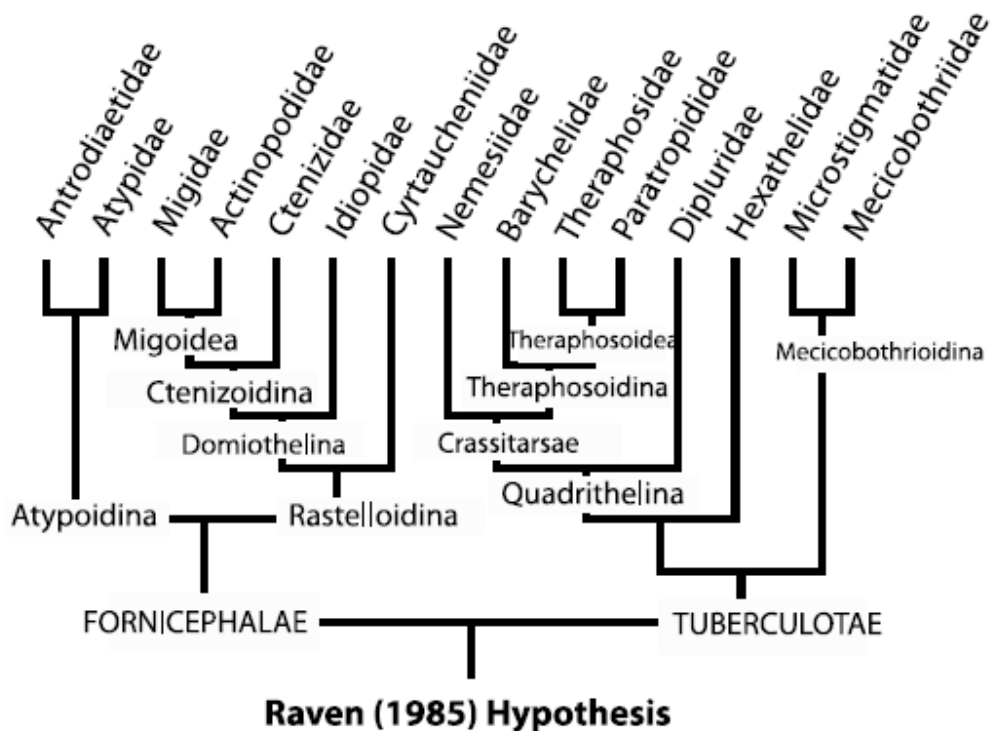 Antrodiaetidae
Atypidae
Migidae
Actinopodidae
Ctenizidae
Idiopidae
Cyrtaucheniidae
Nemesiidae
Barychelidae
Theraphosidae
Paratropididae
Dipluridae
Hexathelidae
Microstigmatidae
Mecicobothriidae
Migoidea
Theraphosoidea
Mecicobothrioidina
Ctenizoidina
Theraphosoidina
Domiothelina
Crassitarsae
Quadrithelina
Atypoidina
Rastelloidina
FORNICEPHALAE
TUBERCULOTAE
Raven (1985) Hypothesis